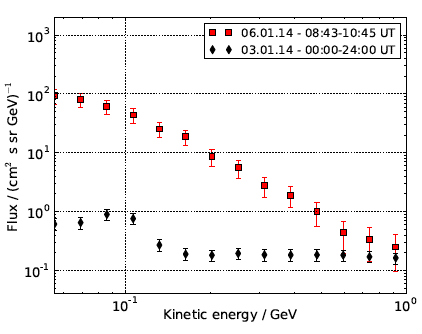 06.01.14 - 08:43-10:45 UT
03.01.14 - 00:00-24:00 UT
Flux / (cm² s sr GeV)⁻¹
10³
10²
10¹
10⁰
10⁻¹
10⁻¹ 10⁰
Kinetic energy / GeV